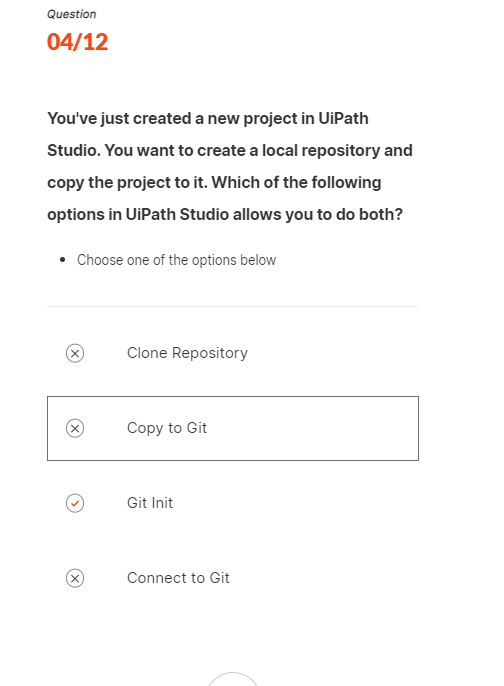 Question
04/12
You've just created a new project in UiPath
Studio. You want to create a local repository and
copy the project to it. Which of the following
options in UiPath Studio allows you to do both?
• Choose one of the options below
Clone Repository
Copy to Git
Git Init
Connect to Git